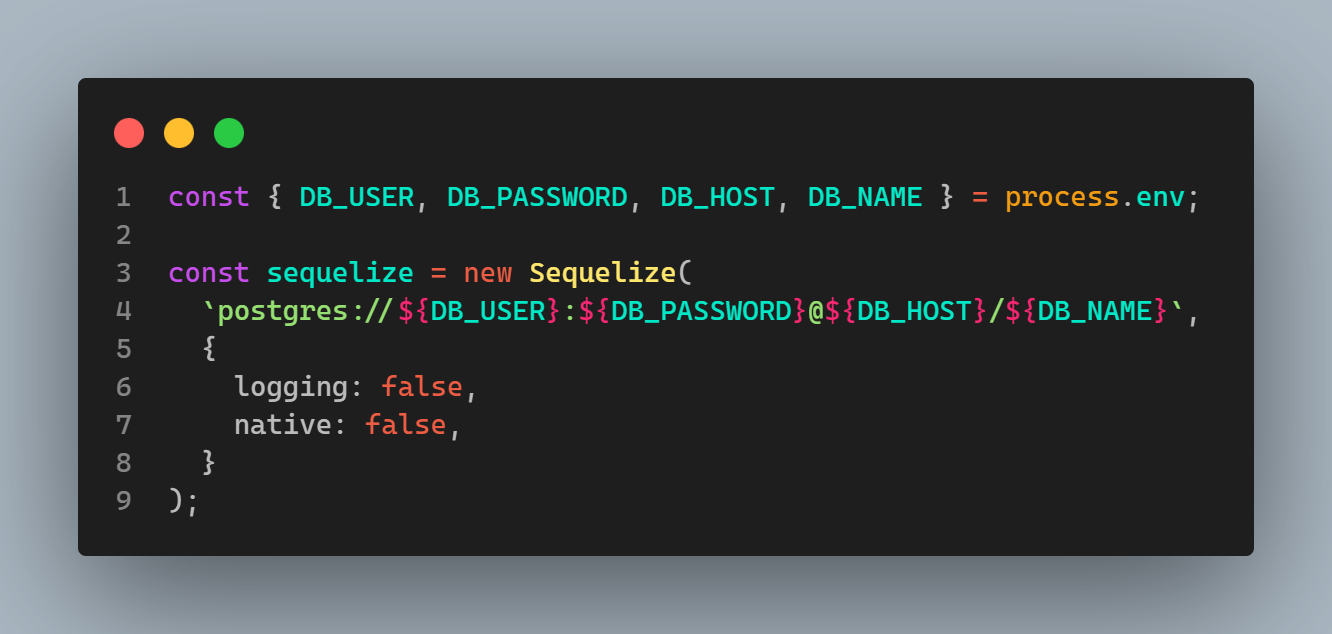 1 const { DB_USER, DB_PASSWORD, DB_HOST, DB_NAME } = process.env;
2
3 const sequelize = new Sequelize(
4   `postgres://${DB_USER}:${DB_PASSWORD}@${DB_HOST}/${DB_NAME}`,
5   {
6     logging: false,
7     native: false,
8   }
9 );